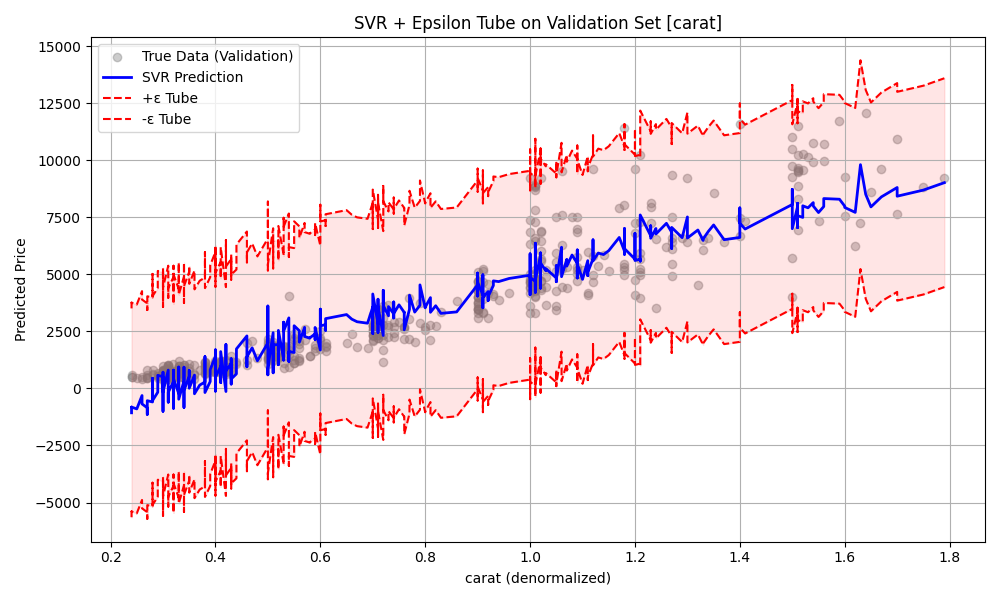 SVR + Epsilon Tube on Validation Set [carat]
True Data (Validation)
SVR Prediction
+ε Tube
-ε Tube
Predicted Price
15000
12500
10000
7500
5000
2500
0
−2500
−5000
0.2 0.4 0.6 0.8 1.0 1.2 1.4 1.6 1.8
carat (denormalized)